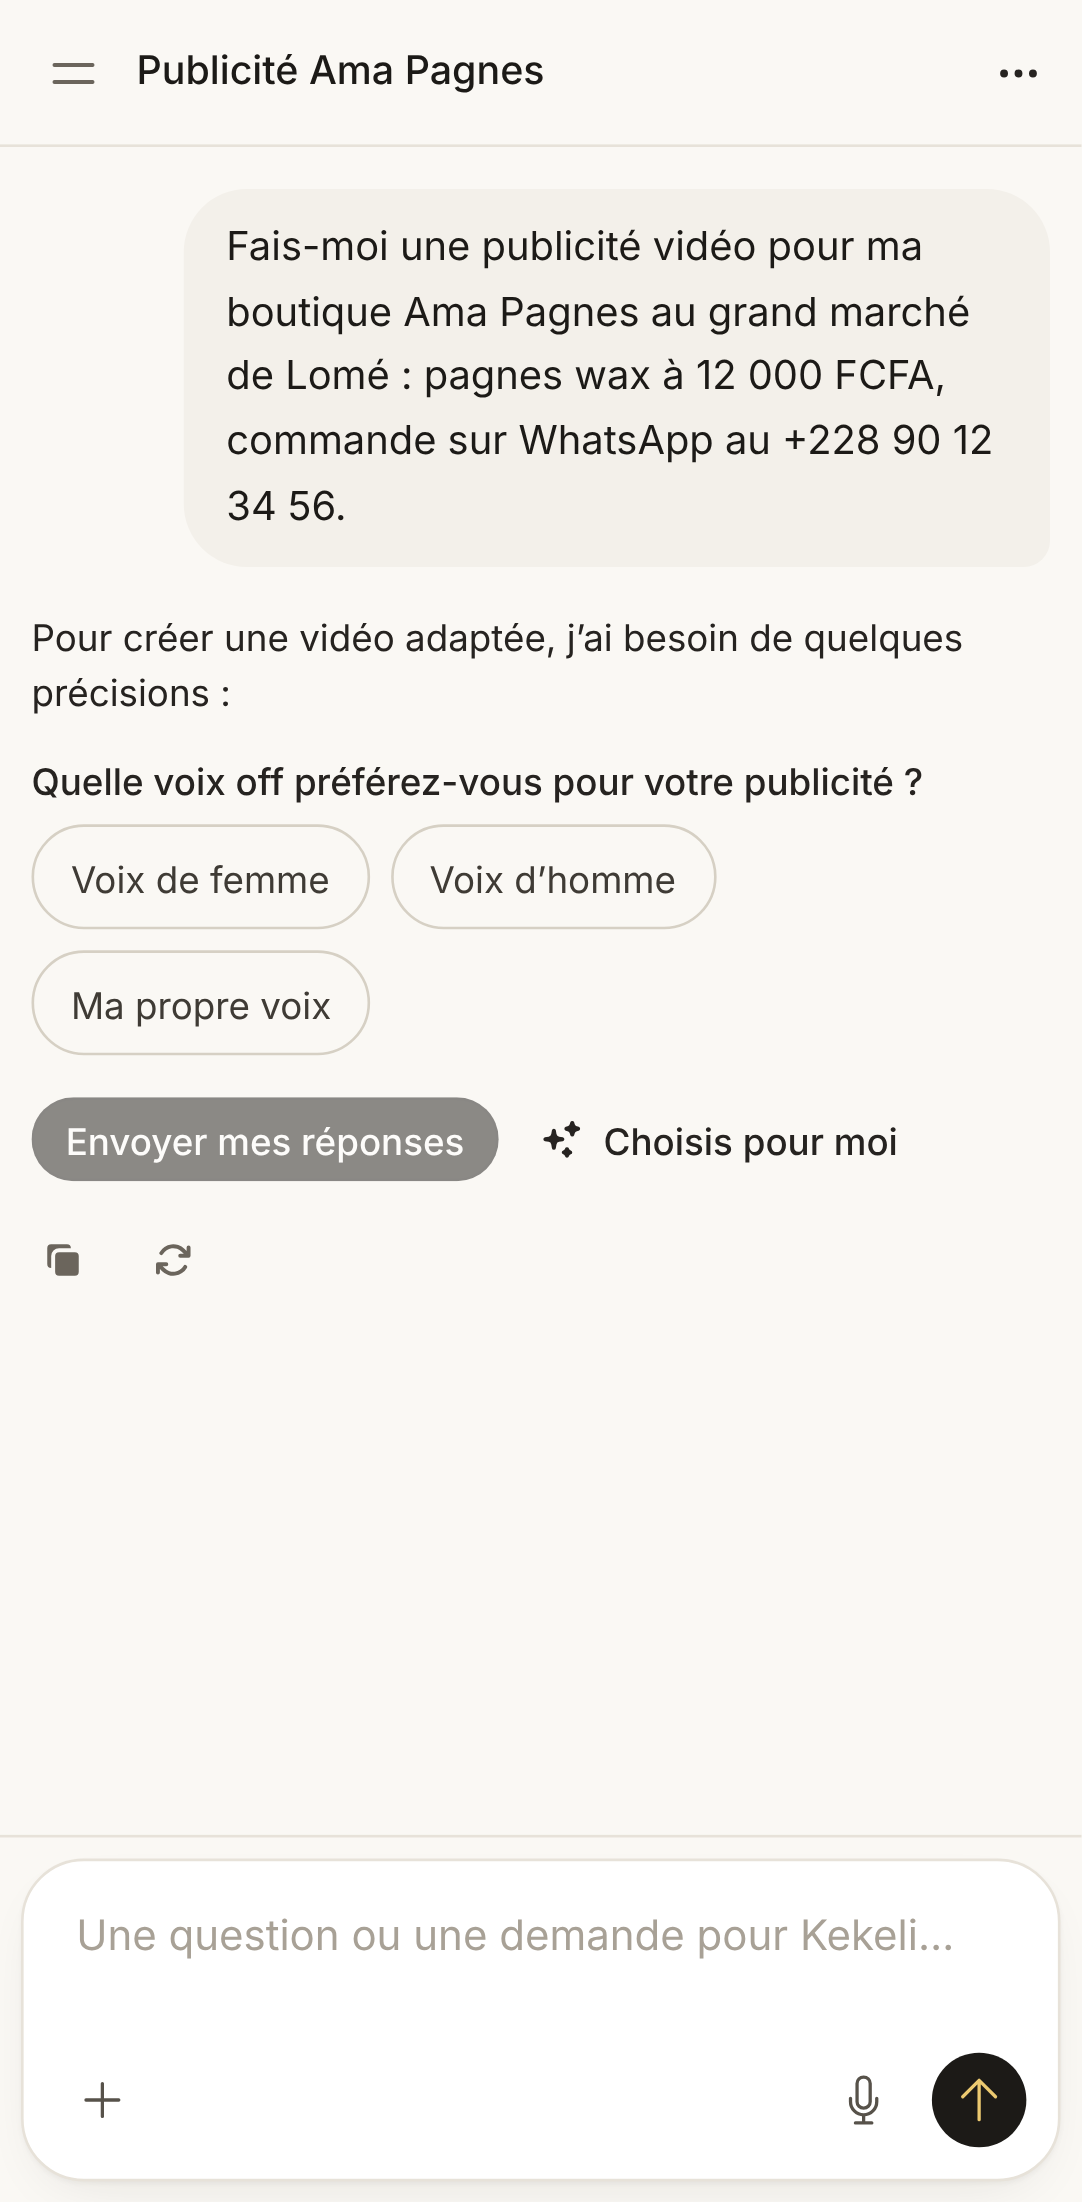 Publicité Ama Pagnes
Fais-moi une publicité vidéo pour ma
boutique Ama Pagnes au grand marché
de Lomé : pagnes wax à 12 000 FCFA,
commande sur WhatsApp au +228 90 12
34 56.
Pour créer une vidéo adaptée, j’ai besoin de quelques
précisions :
Quelle voix off préférez-vous pour votre publicité ?
Voix de femme
Voix d’homme
Ma propre voix
Envoyer mes réponses
Choisis pour moi
Une question ou une demande pour Kekeli...